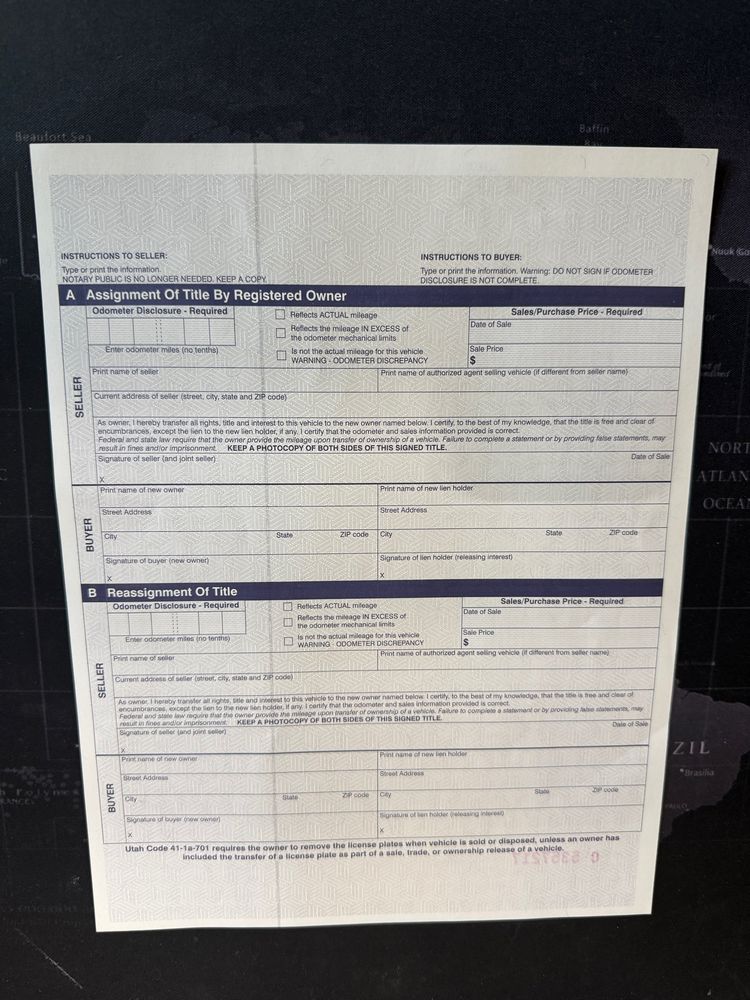 Beaufort Sea
Baffin
Bay
Nauk (Go
NORT
ATLAN
OCEA
INSTRUCTIONS TO SELLER:
Type or print the information.
NOTARY PUBLIC IS NO LONGER NEEDED. KEEP A COPY.
INSTRUCTIONS TO BUYER:
Type or print the information. Warning: DO NOT SIGN IF ODOMETER
DISCLOSURE IS NOT COMPLETE.
A Assignment Of Title By Registered Owner
SELLER
Odometer Disclosure - Required
Enter odometer miles (no tenths)
Reflects ACTUAL mileage
Reflects the mileage IN EXCESS of
the odometer mechanical limits
Is not the actual mileage for this vehicle
WARNING - ODOMETER DISCREPANCY
Sales/Purchase Price - Required
Date of Sale
Sale Price
$
Print name of seller
Print name of authorized agent selling vehicle (if different from seller name)
Current address of seller (street, city, state and ZIP code)
As owner, I hereby transfer all rights, title and interest to this vehicle to the new owner named below. I certify, to the best of my knowledge, that the title is free and clear of
encumbrances, except the lien to the new lien holder, if any. I certify that the odometer and sales information provided is correct.
Federal and state law require that the owner provide the mileage upon transfer of ownership of a vehicle. Failure to complete a statement or by providing false statements, may
result in fines and/or imprisonment. KEEP A PHOTOCOPY OF BOTH SIDES OF THIS SIGNED TITLE.
Signature of seller (and joint seller)
Date of Sale
X
BUYER
Print name of new owner
Print name of new lien holder
Street Address
Street Address
City State ZIP code
City State ZIP code
Signature of buyer (new owner)
Signature of lien holder (releasing interest)
X
X
B Reassignment Of Title
SELLER
Odometer Disclosure - Required
Enter odometer miles (no tenths)
Reflects ACTUAL mileage
Reflects the mileage IN EXCESS of
the odometer mechanical limits
Is not the actual mileage for this vehicle
WARNING - ODOMETER DISCREPANCY
Sales/Purchase Price - Required
Date of Sale
Sale Price
$
Print name of seller
Print name of authorized agent selling vehicle (if different from seller name)
Current address of seller (street, city, state and ZIP code)
As owner, I hereby transfer all rights, title and interest to this vehicle to the new owner named below. I certify, to the best of my knowledge, that the title is free and clear of
encumbrances, except the lien to the new lien holder, if any. I certify that the odometer and sales information provided is correct.
Federal and state law require that the owner provide the mileage upon transfer of ownership of a vehicle. Failure to complete a statement or by providing false statements, may
result in fines and/or imprisonment. KEEP A PHOTOCOPY OF BOTH SIDES OF THIS SIGNED TITLE.
Signature of seller (and joint seller)
Date of Sale
X
BUYER
Print name of new owner
Print name of new lien holder
Street Address
Street Address
City State ZIP code
City State ZIP code
Signature of buyer (new owner)
Signature of lien holder (releasing interest)
X
X
Utah Code 41-1a-701 requires the owner to remove the license plates when vehicle is sold or disposed, unless an owner has
included the transfer of a license plate as part of a sale, trade, or ownership release of a vehicle.
ZIL
Brasilia